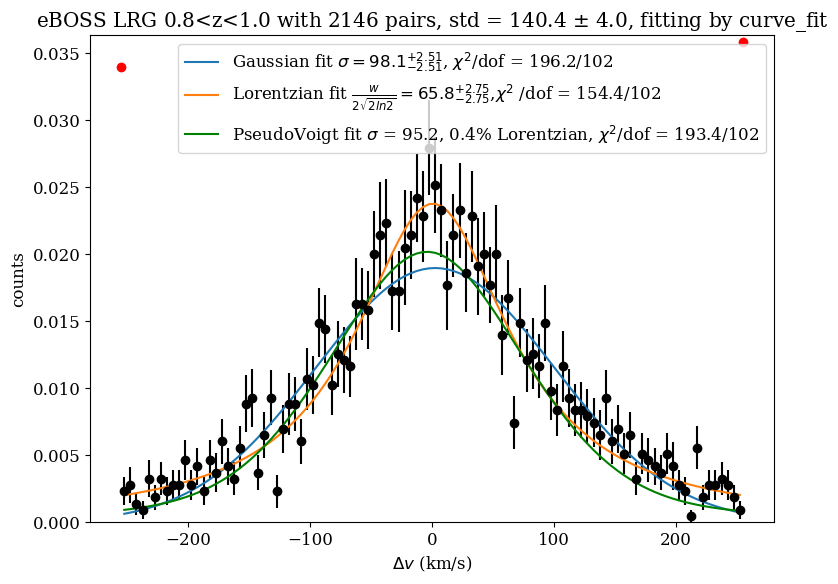 eBOSS LRG 0.8<z<1.0 with 2146 pairs, std = 140.4 ± 4.0, fitting by curve_fit
Gaussian fit σ = 98.1^{+2.51}_{−2.51}, χ²/dof = 196.2/102
Lorentzian fit \frac{w}{2\sqrt{2ln2}} = 65.8^{+2.75}_{−2.75}, χ² /dof = 154.4/102
PseudoVoigt fit σ = 95.2, 0.4% Lorentzian, χ²/dof = 193.4/102
counts
0.035
0.030
0.025
0.020
0.015
0.010
0.005
0.000
−200 −100 0 100 200
Δv (km/s)